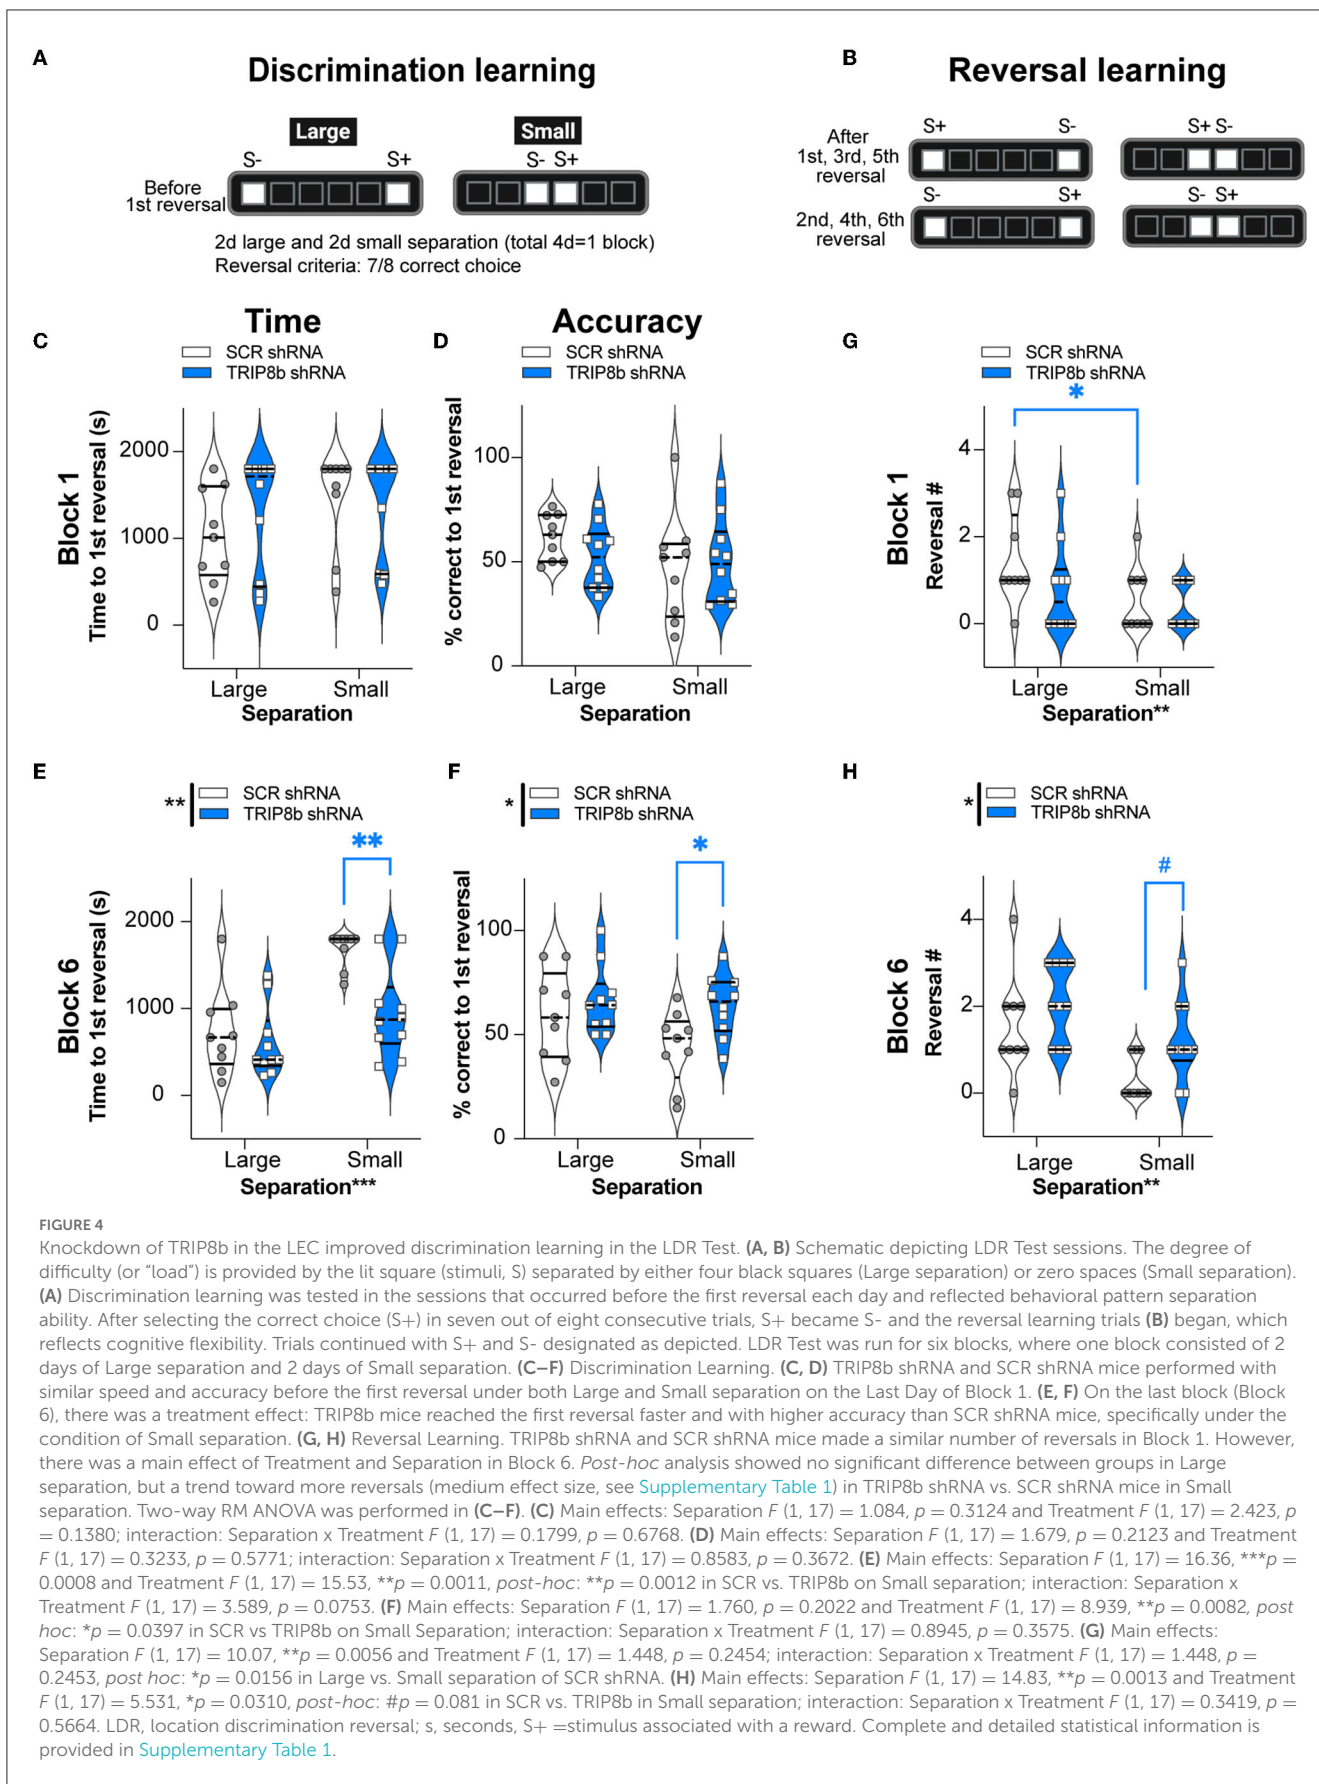 A
Discrimination learning
Large
Small
S-
S+
S- S+
Before
1st reversal
2d large and 2d small separation (total 4d=1 block)
Reversal criteria: 7/8 correct choice
B
Reversal learning
After
1st, 3rd, 5th
reversal
S+
S-
S+ S-
2nd, 4th, 6th
reversal
S-
S+
S- S+
Time
Accuracy
C
SCR shRNA
TRIP8b shRNA
Block 1
Time to 1st reversal (s)
2000
1000
0
Large
Small
Separation
D
SCR shRNA
TRIP8b shRNA
% correct to 1st reversal
100
50
0
Large
Small
Separation
G
SCR shRNA
TRIP8b shRNA
*
Block 1
Reversal #
4
2
0
Large
Small
Separation**
E
**
SCR shRNA
TRIP8b shRNA
**
Block 6
Time to 1st reversal (s)
2000
1000
0
Large
Small
Separation***
F
*
SCR shRNA
TRIP8b shRNA
*
% correct to 1st reversal
100
50
0
Large
Small
Separation
H
*
SCR shRNA
TRIP8b shRNA
#
Block 6
Reversal #
4
2
0
Large
Small
Separation**
FIGURE 4
Knockdown of TRIP8b in the LEC improved discrimination learning in the LDR Test. (A, B) Schematic depicting LDR Test sessions. The degree of
difficulty (or “load”) is provided by the lit square (stimuli, S) separated by either four black squares (Large separation) or zero spaces (Small separation).
(A) Discrimination learning was tested in the sessions that occurred before the first reversal each day and reflected behavioral pattern separation
ability. After selecting the correct choice (S+) in seven out of eight consecutive trials, S+ became S- and the reversal learning trials (B) began, which
reflects cognitive flexibility. Trials continued with S+ and S- designated as depicted. LDR Test was run for six blocks, where one block consisted of 2
days of Large separation and 2 days of Small separation. (C–F) Discrimination Learning. (C, D) TRIP8b shRNA and SCR shRNA mice performed with
similar speed and accuracy before the first reversal under both Large and Small separation on the Last Day of Block 1. (E, F) On the last block (Block
6), there was a treatment effect: TRIP8b mice reached the first reversal faster and with higher accuracy than SCR shRNA mice, specifically under the
condition of Small separation. (G, H) Reversal Learning. TRIP8b shRNA and SCR shRNA mice made a similar number of reversals in Block 1. However,
there was a main effect of Treatment and Separation in Block 6. Post-hoc analysis showed no significant difference between groups in Large
separation, but a trend toward more reversals (medium effect size, see Supplementary Table 1) in TRIP8b shRNA vs. SCR shRNA mice in Small
separation. Two-way RM ANOVA was performed in (C–F). (C) Main effects: Separation F (1, 17) = 1.084, p = 0.3124 and Treatment F (1, 17) = 2.423, p
= 0.1380; interaction: Separation x Treatment F (1, 17) = 0.1799, p = 0.6768. (D) Main effects: Separation F (1, 17) = 1.679, p = 0.2123 and Treatment
F (1, 17) = 0.3233, p = 0.5771; interaction: Separation x Treatment F (1, 17) = 0.8583, p = 0.3672. (E) Main effects: Separation F (1, 17) = 16.36, ***p =
0.0008 and Treatment F (1, 17) = 15.53, **p = 0.0011, post-hoc: **p = 0.0012 in SCR vs. TRIP8b on Small separation; interaction: Separation x
Treatment F (1, 17) = 3.589, p = 0.0753. (F) Main effects: Separation F (1, 17) = 1.760, p = 0.2022 and Treatment F (1, 17) = 8.939, **p = 0.0082, post
hoc: *p = 0.0397 in SCR vs TRIP8b on Small Separation; interaction: Separation x Treatment F (1, 17) = 0.8945, p = 0.3575. (G) Main effects:
Separation F (1, 17) = 10.07, **p = 0.0056 and Treatment F (1, 17) = 1.448, p = 0.2454; interaction: Separation x Treatment F (1, 17) = 1.448, p =
0.2453, post hoc: *p = 0.0156 in Large vs. Small separation of SCR shRNA. (H) Main effects: Separation F (1, 17) = 14.83, **p = 0.0013 and Treatment
F (1, 17) = 5.531, *p = 0.0310, post-hoc: #p = 0.081 in SCR vs. TRIP8b in Small separation; interaction: Separation x Treatment F (1, 17) = 0.3419, p =
0.5664. LDR, location discrimination reversal; s, seconds, S+ =stimulus associated with a reward. Complete and detailed statistical information is
provided in Supplementary Table 1.